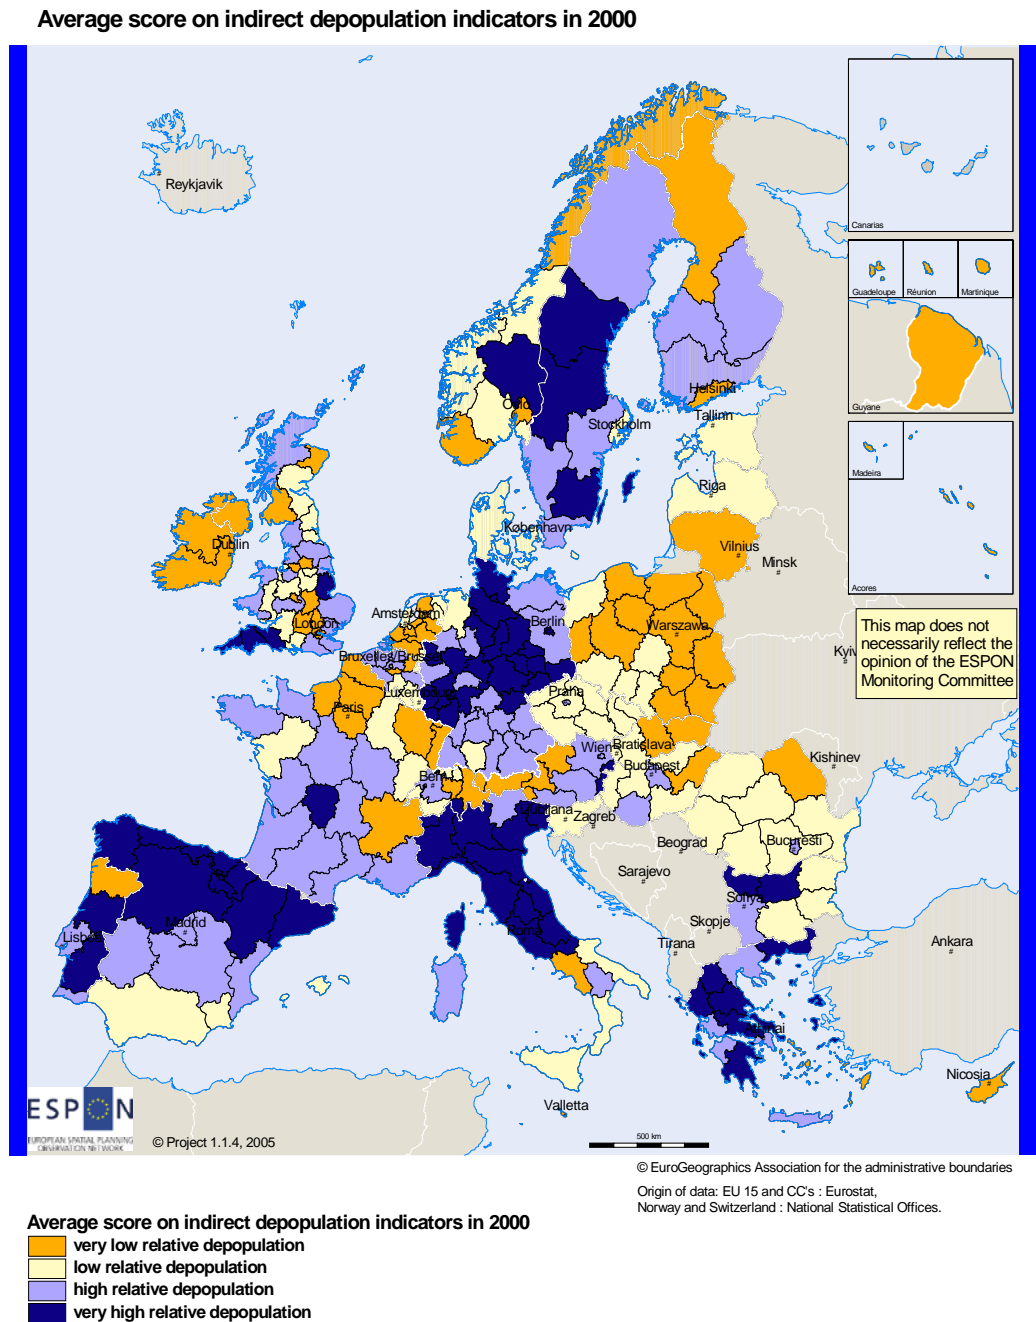 Average score on indirect depopulation indicators in 2000
Reykjavik
Canarias
Guadeloupe
Réunion
Martinique
Guyane
Madeira
Acores
Helsinki
Oslo
Tallinn
Stockholm
Riga
København
Dublin
Vilnius
Minsk
Amsterdam
London
Berlin
Warszawa
This map does not
necessarily reflect the
opinion of the ESPON
Monitoring Committee
Kyiv
Bruxelles/Brussel
Luxembourg
Praha
Paris
Wien
Bratislava
Kishinev
Budapest
Bern
Ljubljana
Zagreb
Beograd
Bucuresti
Sarajevo
Sofiya
Madrid
Skopje
Lisboa
Roma
Tirana
Ankara
Athinai
Nicosia
Valletta
ESPON
EUROPEAN SPATIAL PLANNING
OBSERVATION NETWORK
© Project 1.1.4, 2005
500 km
© EuroGeographics Association for the administrative boundaries
Origin of data: EU 15 and CC's : Eurostat,
Norway and Switzerland : National Statistical Offices.
Average score on indirect depopulation indicators in 2000
very low relative depopulation
low relative depopulation
high relative depopulation
very high relative depopulation